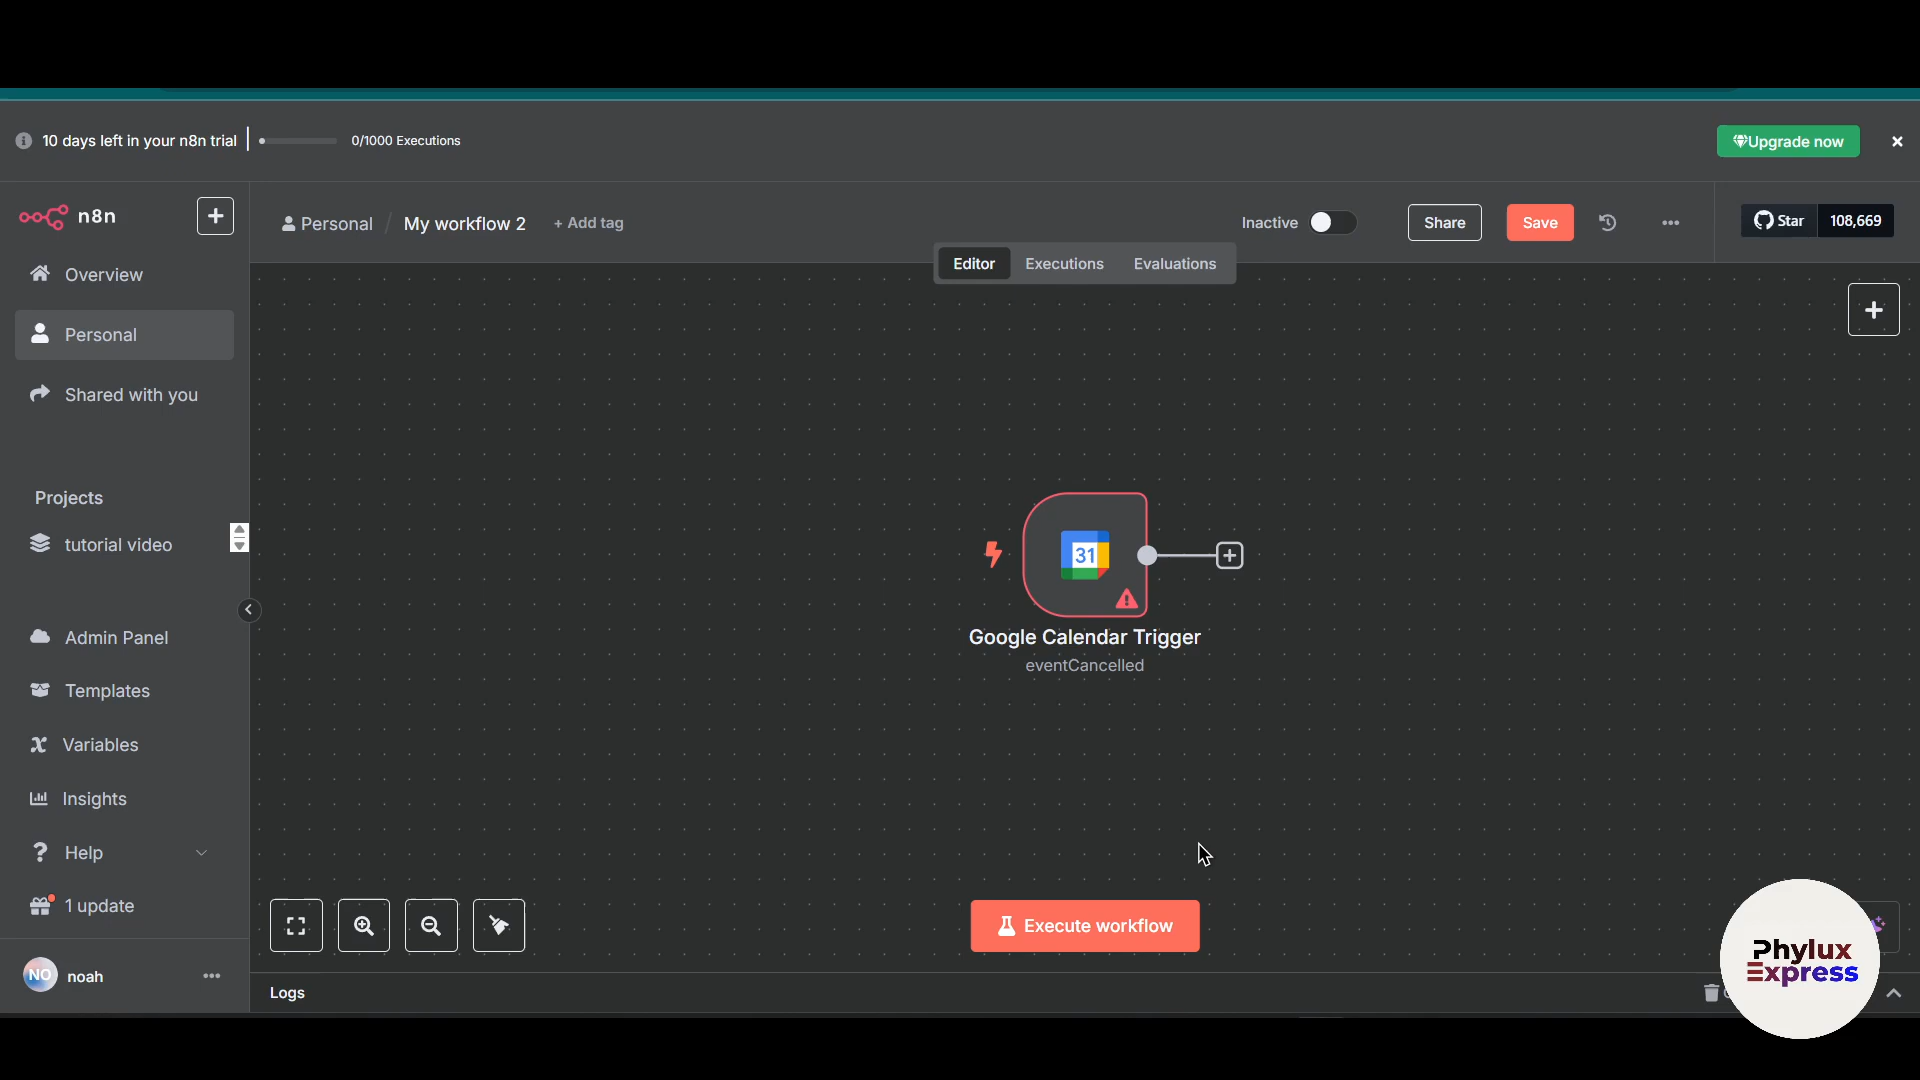 10 days left in your n8n trial
0/1000 Executions
Upgrade now
n8n
Personal / My workflow 2
+ Add tag
Inactive
Share
Save
Star
108,669
Editor
Executions
Evaluations
Overview
Personal
Shared with you
Projects
tutorial video
Admin Panel
Templates
Variables
Insights
Help
1 update
NO
noah
31
Google Calendar Trigger
eventCancelled
Execute workflow
Logs
Phylux
Express